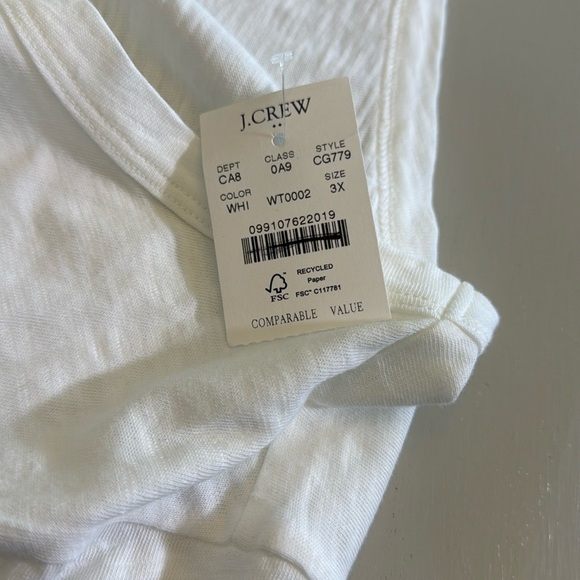 J.CREW
DEPT CLASS STYLE
CA8 0A9 CG779
COLOR SIZE
WHI WT0002 3X
099107622019
RECYCLED
Paper
FSC
FSC™ C117781
COMPARABLE VALUE